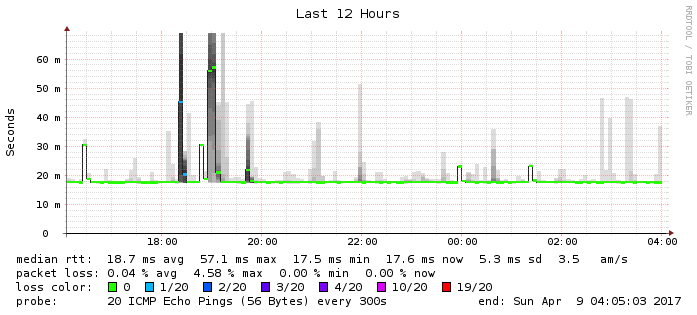 Last 12 Hours
RRDTOOL / TOBI OETIKER
Seconds
60 m
50 m
40 m
30 m
20 m
10 m
0
18:00 20:00 22:00 00:00 02:00 04:00
median rtt: 18.7 ms avg 57.1 ms max 17.5 ms min 17.6 ms now 5.3 ms sd 3.5 am/s
packet loss: 0.04 % avg 4.58 % max 0.00 % min 0.00 % now
loss color: 0 1/20 2/20 3/20 4/20 10/20 19/20
probe: 20 ICMP Echo Pings (56 Bytes) every 300s end: Sun Apr 9 04:05:03 2017